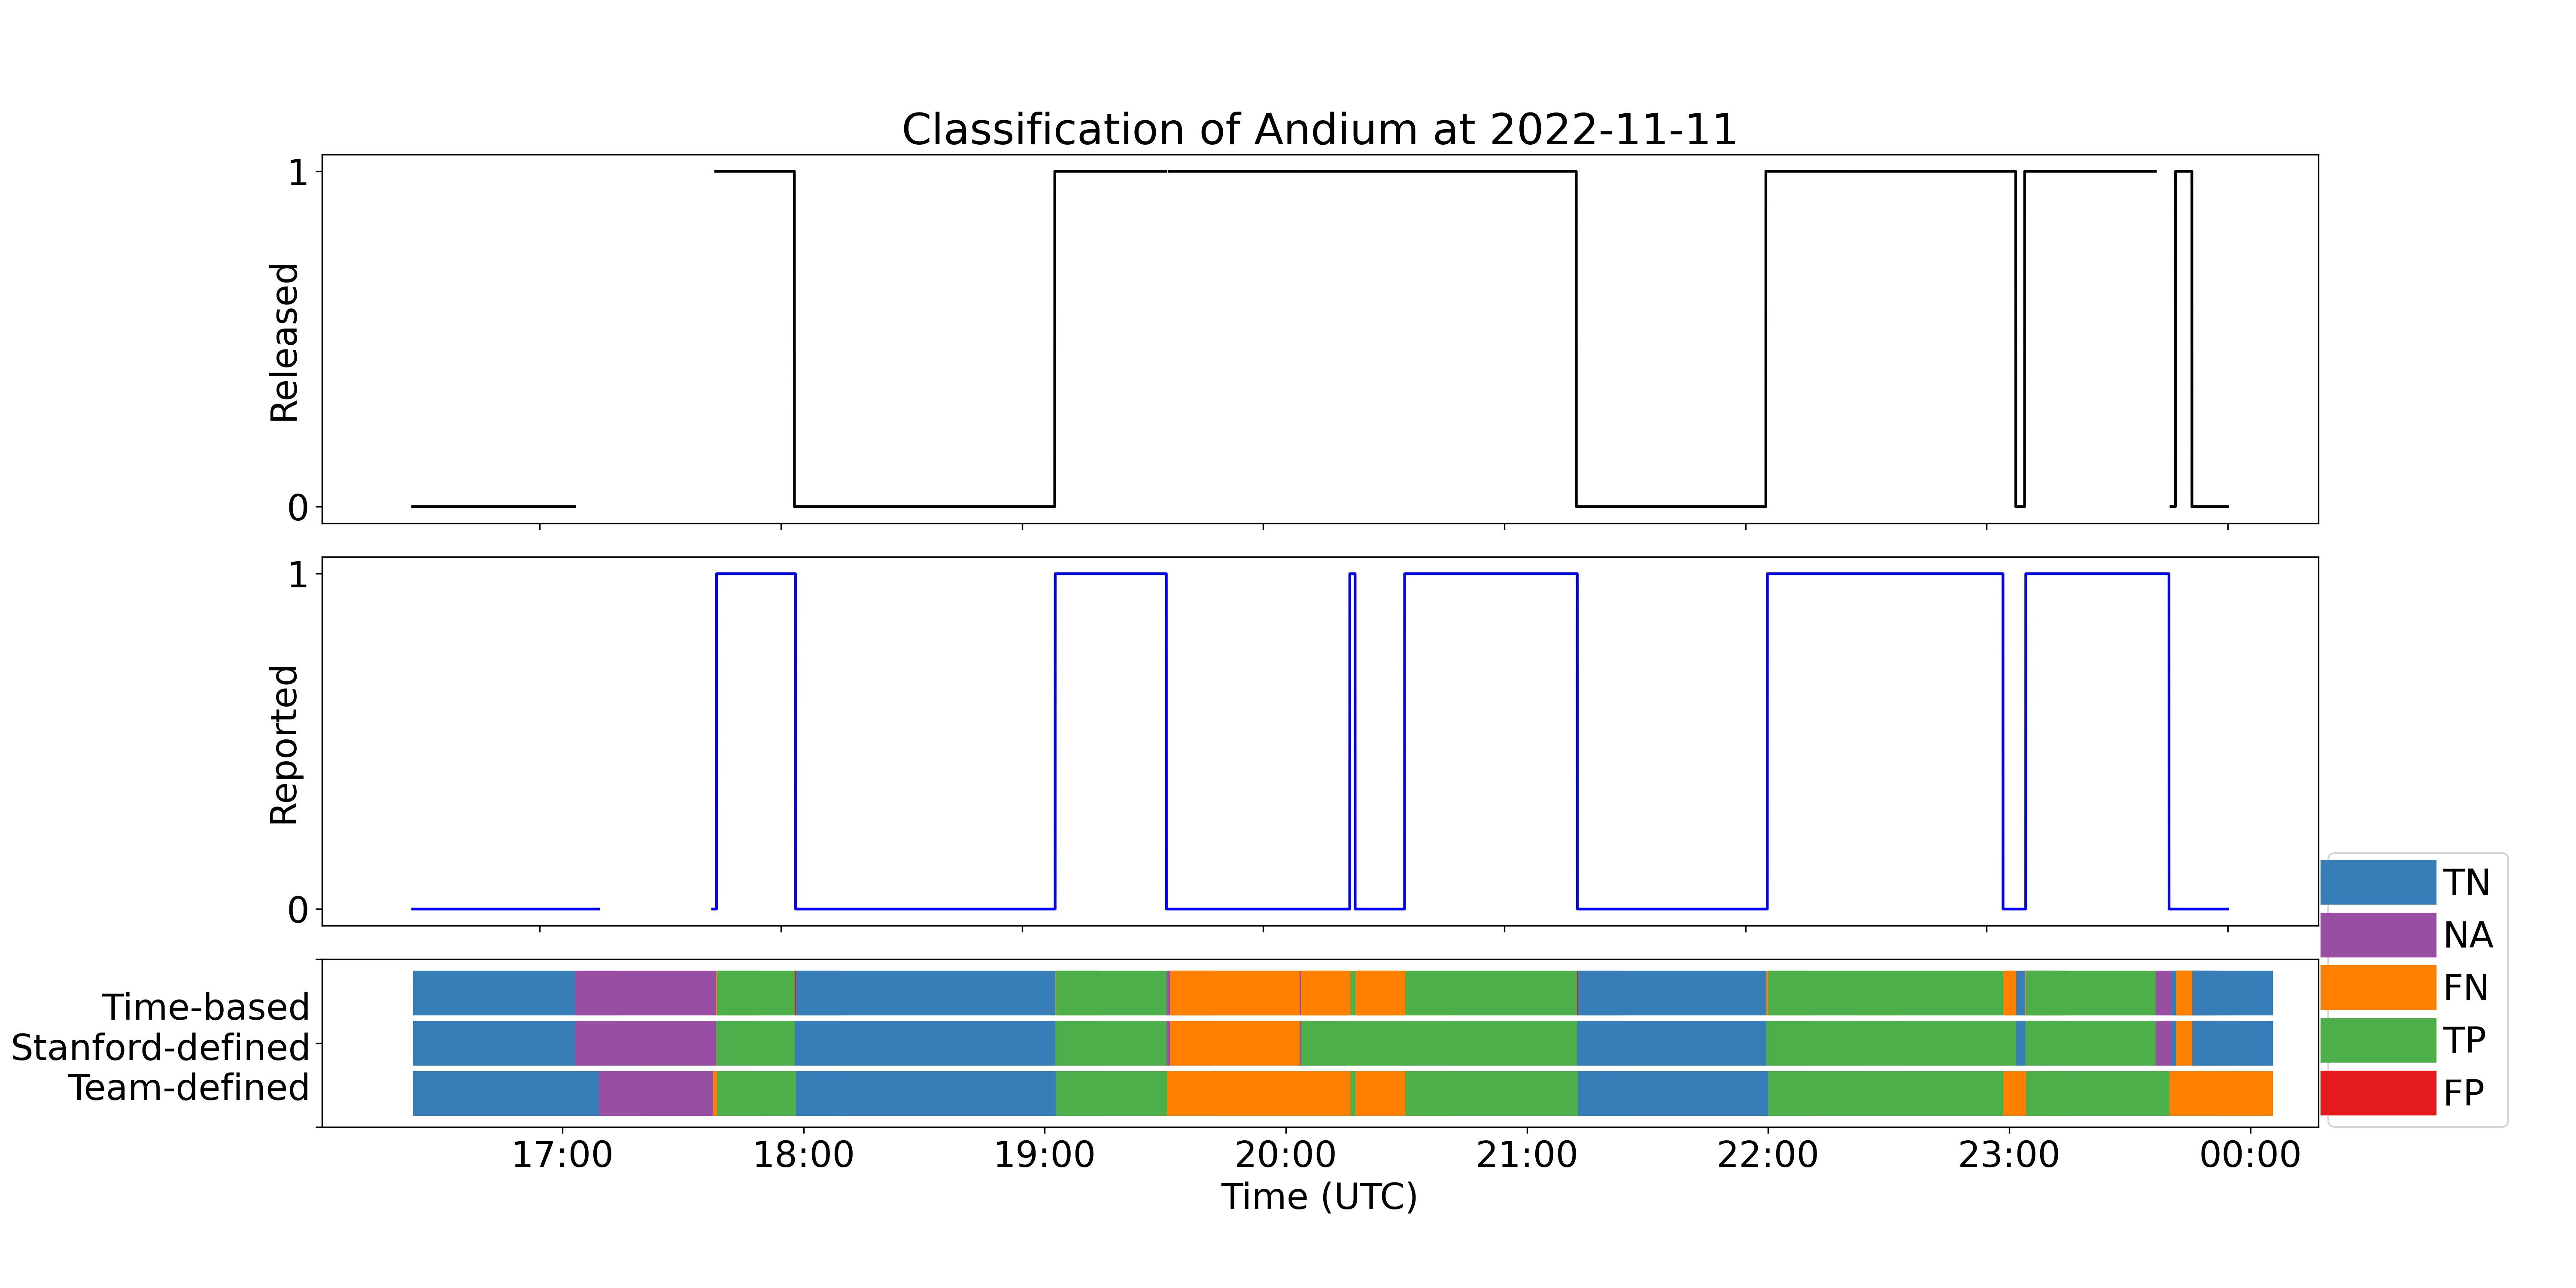 Classification of Andium at 2022-11-11
1
Released
0
1
Reported
0
TN
NA
FN
TP
FP
Time-based
Stanford-defined
Team-defined
17:00 18:00 19:00 20:00 21:00 22:00 23:00 00:00
Time (UTC)